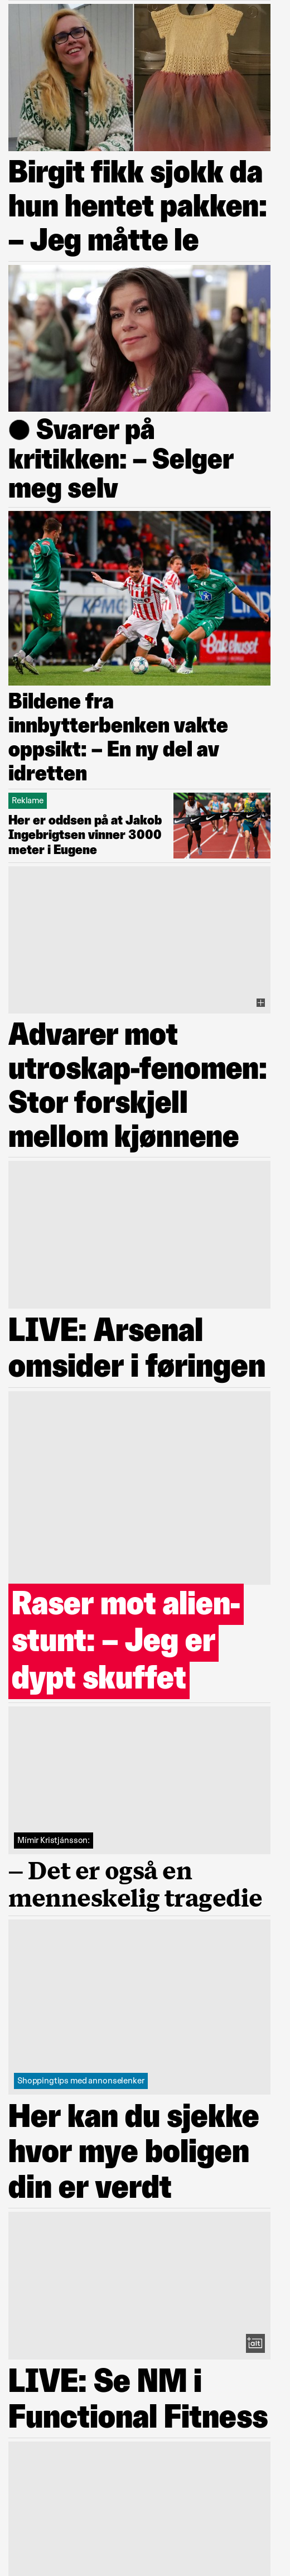 Birgit fikk sjokk da
hun hentet pakken:
– Jeg måtte le
● Svarer på
kritikken: – Selger
meg selv
KPMG
LIND
Bakehuset
Bildene fra
innbytterbenken vakte
oppsikt: – En ny del av
idretten
Reklame
Her er oddsen på at Jakob
Ingebrigtsen vinner 3000
meter i Eugene
Advarer mot
utroskap-fenomen:
Stor forskjell
mellom kjønnene
LIVE: Arsenal
omsider i føringen
Raser mot alien-
stunt: – Jeg er
dypt skuffet
Mímir Kristjánsson:
– Det er også en
menneskelig tragedie
Shoppingtips med annonselenker
Her kan du sjekke
hvor mye boligen
din er verdt
alt
LIVE: Se NM i
Functional Fitness